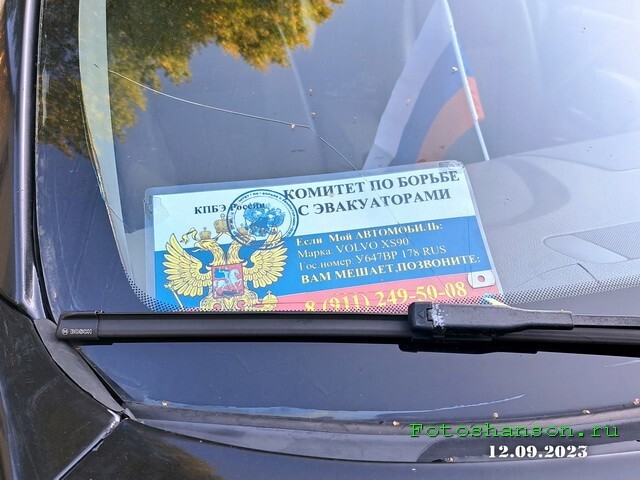 КОМИТЕТ ПО БОРЬБЕ
КПБЭ России
С ЭВАКУАТОРАМИ
Если Мой АВТОМОБИЛЬ:
Марка: VOLVO XS90
Гос.номер: У647ВР 178 RUS
ВАМ МЕШАЕТ,ПОЗВОНИТЕ:
8 (911) 249-50-08
BOSCH
Fotoshanson.ru
12.09.2023